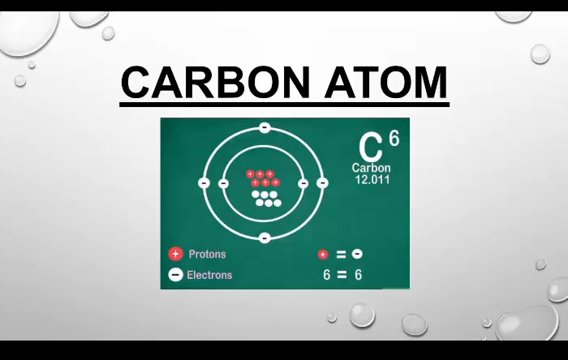 CARBON ATOM
C 6
Carbon
12.011
+ Protons + = -
- Electrons 6 = 6